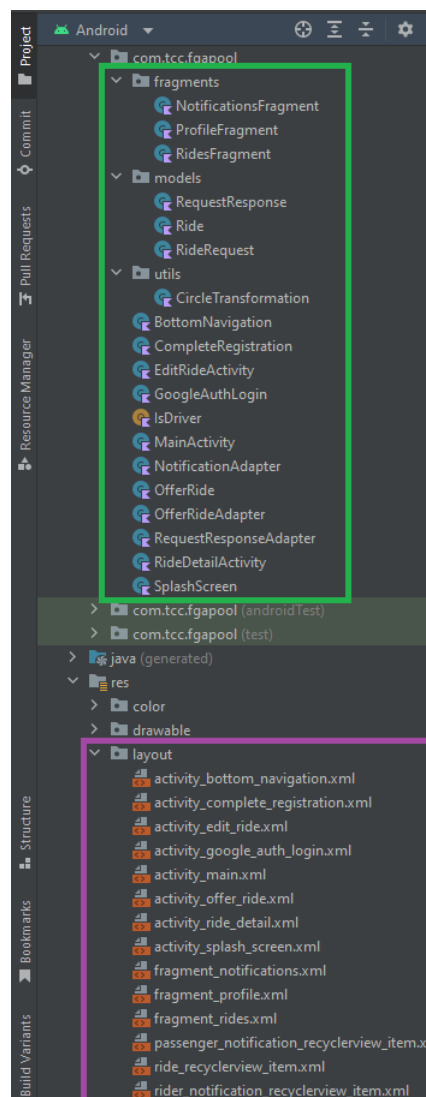 Android
com.tcc.fgapool
fragments
NotificationsFragment
ProfileFragment
RidesFragment
models
RequestResponse
Ride
RideRequest
utils
CircleTransformation
BottomNavigation
CompleteRegistration
EditRideActivity
GoogleAuthLogin
IsDriver
MainActivity
NotificationAdapter
OfferRide
OfferRideAdapter
RequestResponseAdapter
RideDetailActivity
SplashScreen
com.tcc.fgapool (androidTest)
com.tcc.fgapool (test)
java (generated)
res
color
drawable
layout
activity_bottom_navigation.xml
activity_complete_registration.xml
activity_edit_ride.xml
activity_google_auth_login.xml
activity_main.xml
activity_offer_ride.xml
activity_ride_detail.xml
activity_splash_screen.xml
fragment_notifications.xml
fragment_profile.xml
fragment_rides.xml
passenger_notification_recyclerview_item.x
ride_recyclerview_item.xml
rider_notification_recyclerview_item.xml
Project
Commit
Pull Requests
Resource Manager
Structure
Bookmarks
Build Variants